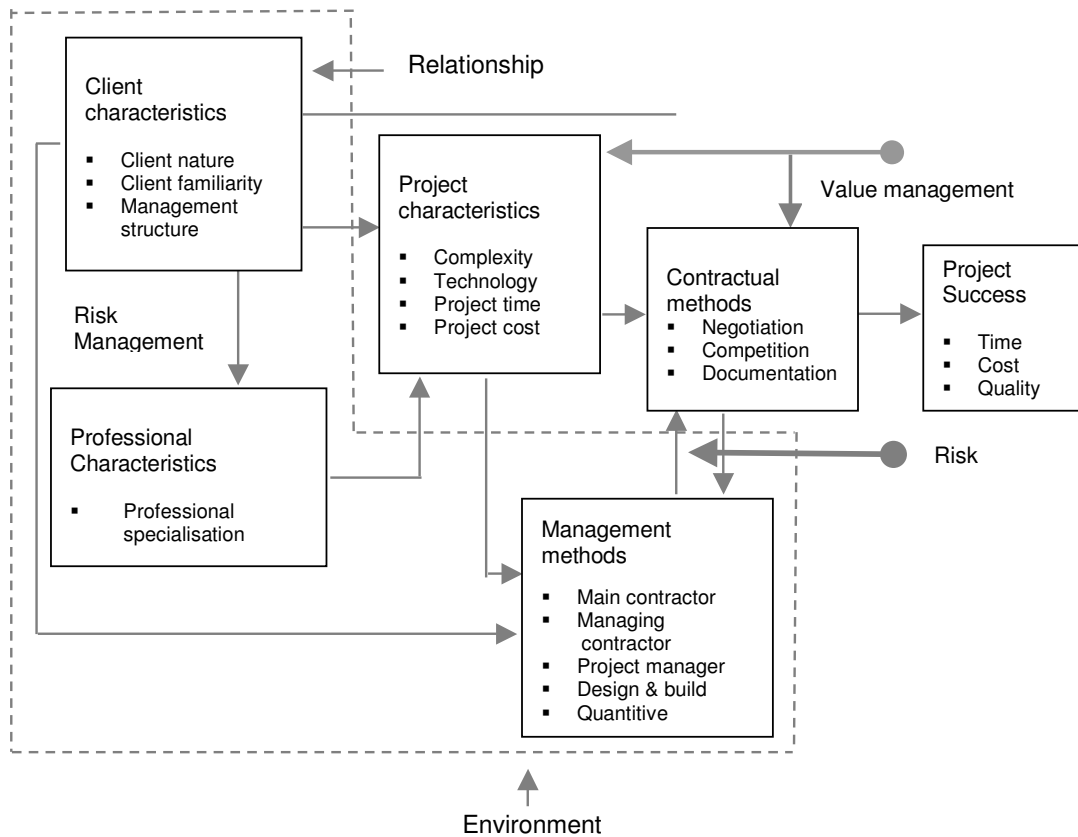 Relationship
Client
characteristics
▪ Client nature
▪ Client familiarity
▪ Management
structure
Value management
Project
characteristics
▪ Complexity
▪ Technology
▪ Project time
▪ Project cost
Contractual
methods
▪ Negotiation
▪ Competition
▪ Documentation
Project
Success
▪ Time
▪ Cost
▪ Quality
Risk
Management
Professional
Characteristics
▪ Professional
specialisation
Risk
Management
methods
▪ Main contractor
▪ Managing
contractor
▪ Project manager
▪ Design & build
▪ Quantitive
Environment